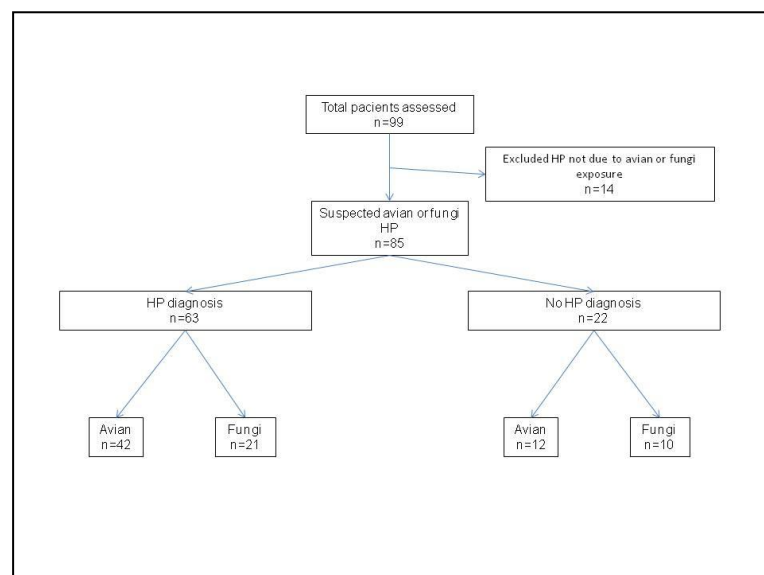 Total pacients assessed
n=99
Excluded HP not due to avian or fungi
exposure
n=14
Suspected avian or fungi
HP
n=85
HP diagnosis
n=63
No HP diagnosis
n=22
Avian
n=42
Fungi
n=21
Avian
n=12
Fungi
n=10